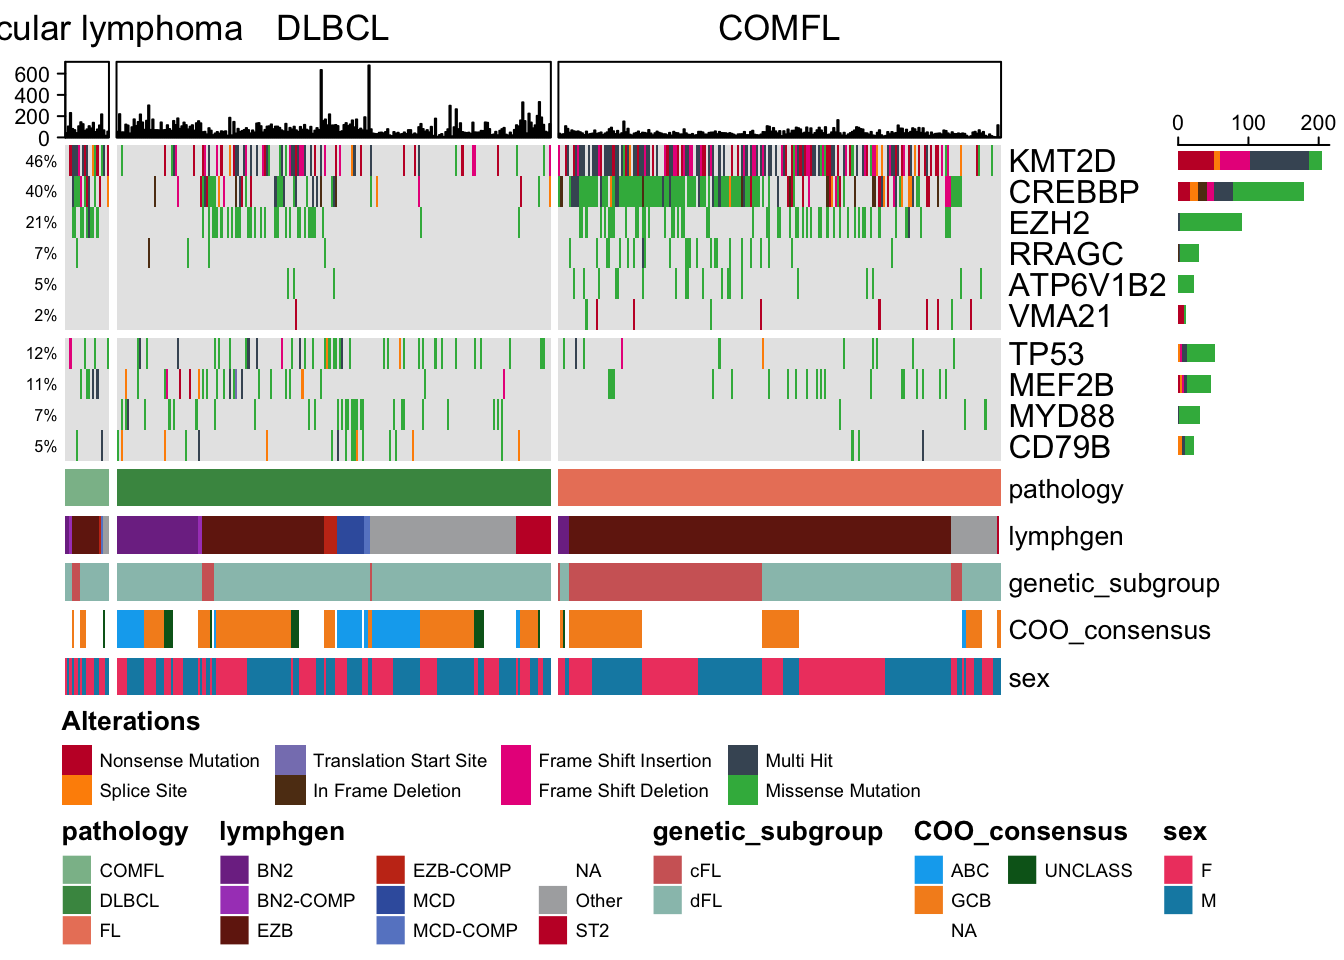 cular lymphoma DLBCL COMFL
600
400
200
0
0 100 200
46% KMT2D
40% CREBBP
21% EZH2
7% RRAGC
5% ATP6V1B2
2% VMA21
12% TP53
11% MEF2B
7% MYD88
5% CD79B
pathology
lymphgen
genetic_subgroup
COO_consensus
sex
Alterations
Nonsense Mutation Translation Start Site Frame Shift Insertion Multi Hit
Splice Site In Frame Deletion Frame Shift Deletion Missense Mutation
pathology lymphgen genetic_subgroup COO_consensus sex
COMFL BN2 EZB-COMP NA cFL ABC UNCLASS F
DLBCL BN2-COMP MCD Other dFL GCB M
FL EZB MCD-COMP ST2 NA